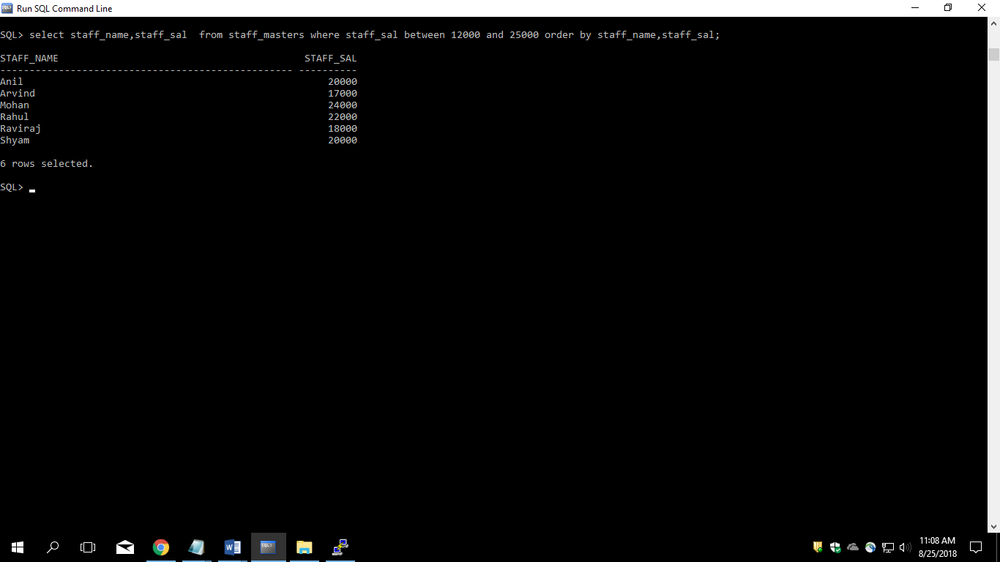 Run SQL Command Line
SQL> select staff_name,staff_sal  from staff_masters where staff_sal between 12000 and 25000 order by staff_name,staff_sal;
STAFF_NAME                                          STAFF_SAL
-------------------------------------------------- ----------
Anil                                                    20000
Arvind                                                  17000
Mohan                                                   24000
Rahul                                                   22000
Raviraj                                                 18000
Shyam                                                   20000
6 rows selected.
SQL>
11:08 AM
8/25/2018